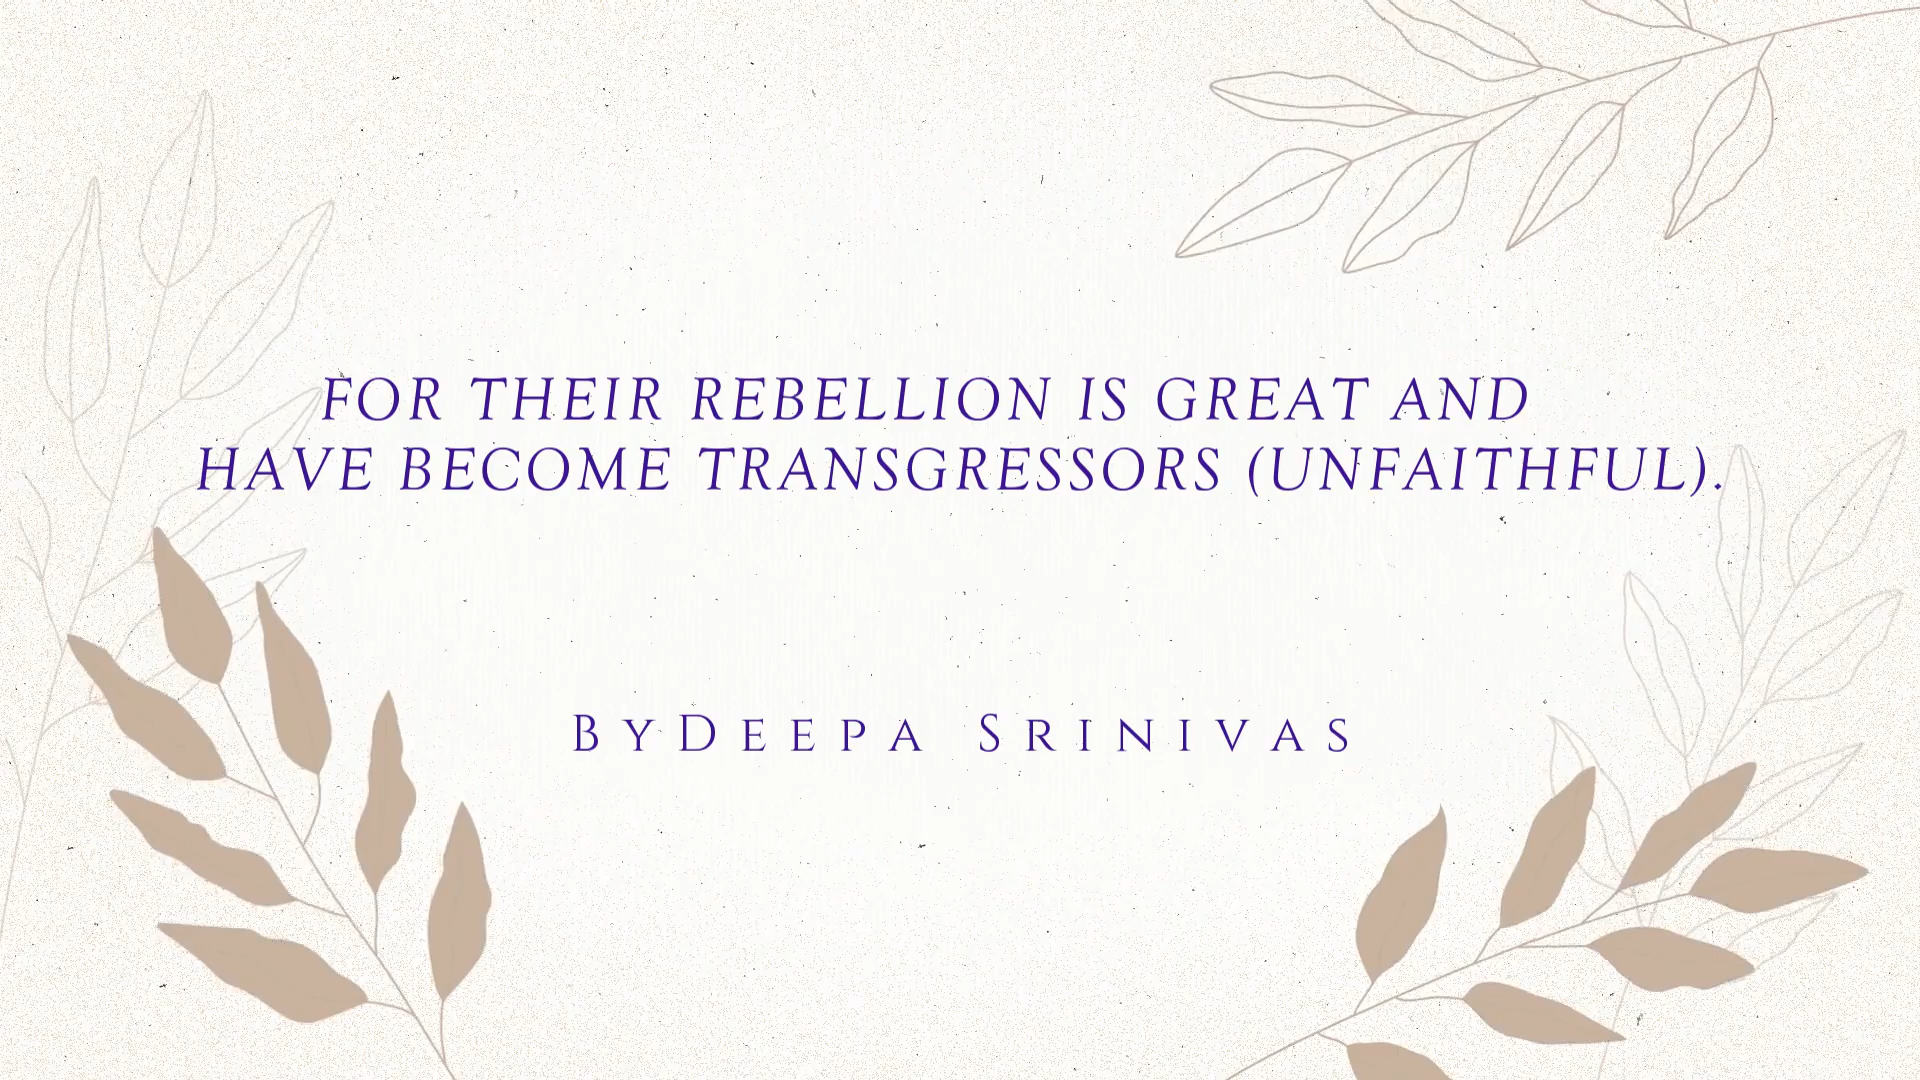 FOR THEIR REBELLION IS GREAT AND
HAVE BECOME TRANSGRESSORS (UNFAITHFUL).
ByDeepa Srinivas